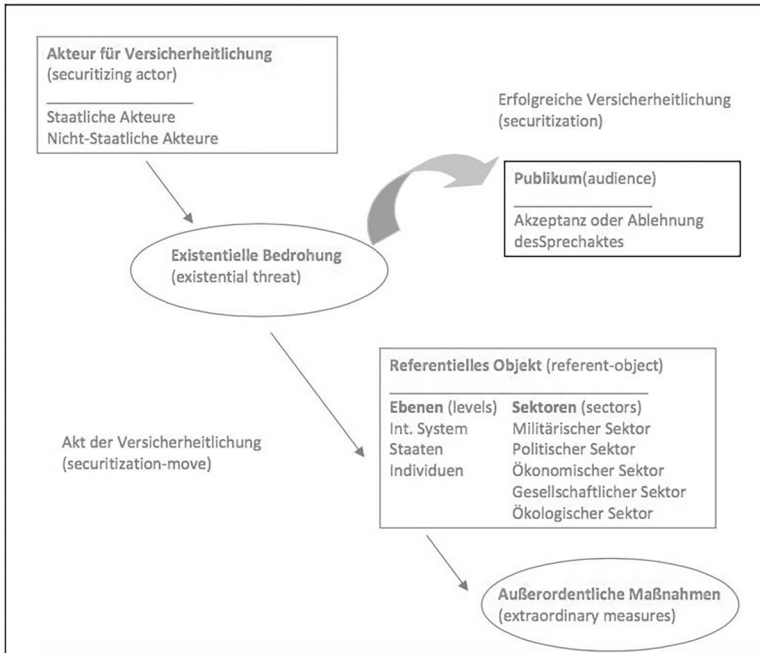 Akteur für Versicherheitlichung
(securitizing actor)
Staatliche Akteure
Nicht-Staatliche Akteure
Erfolgreiche Versicherheitlichung
(securitization)
Publikum(audience)
Akzeptanz oder Ablehnung
desSprechaktes
Existentielle Bedrohung
(existential threat)
Referentielles Objekt (referent-object)
Ebenen (levels) Sektoren (sectors)
Int. System Militärischer Sektor
Staaten Politischer Sektor
Individuen Ökonomischer Sektor
Gesellschaftlicher Sektor
Ökologischer Sektor
Akt der Versicherheitlichung
(securitization-move)
Außerordentliche Maßnahmen
(extraordinary measures)